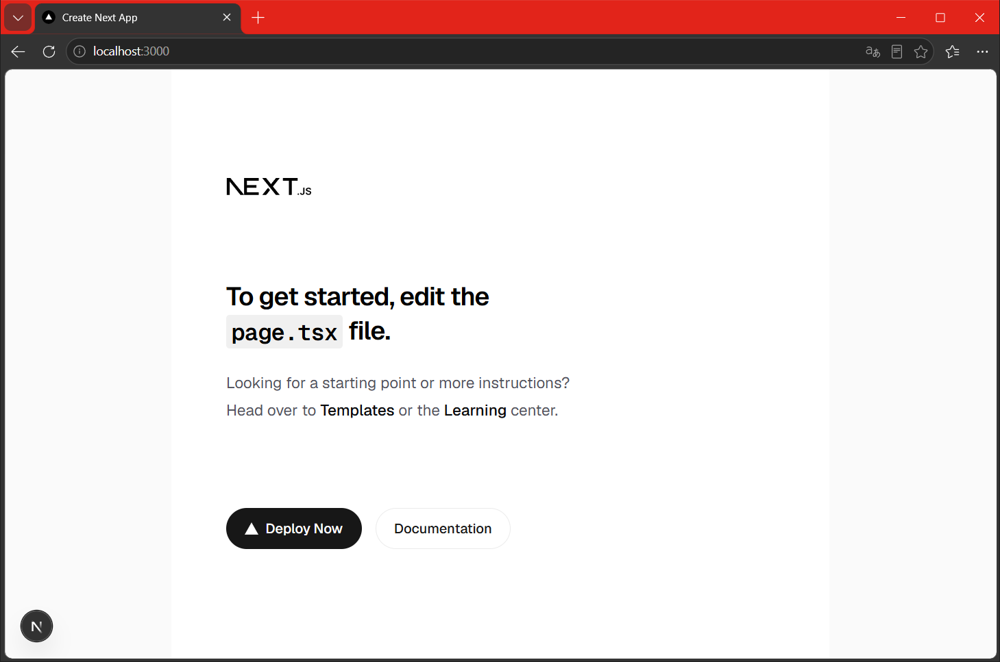 Create Next App
localhost:3000
NEXT.JS
To get started, edit the
page.tsx file.
Looking for a starting point or more instructions?
Head over to Templates or the Learning center.
Deploy Now
Documentation
N